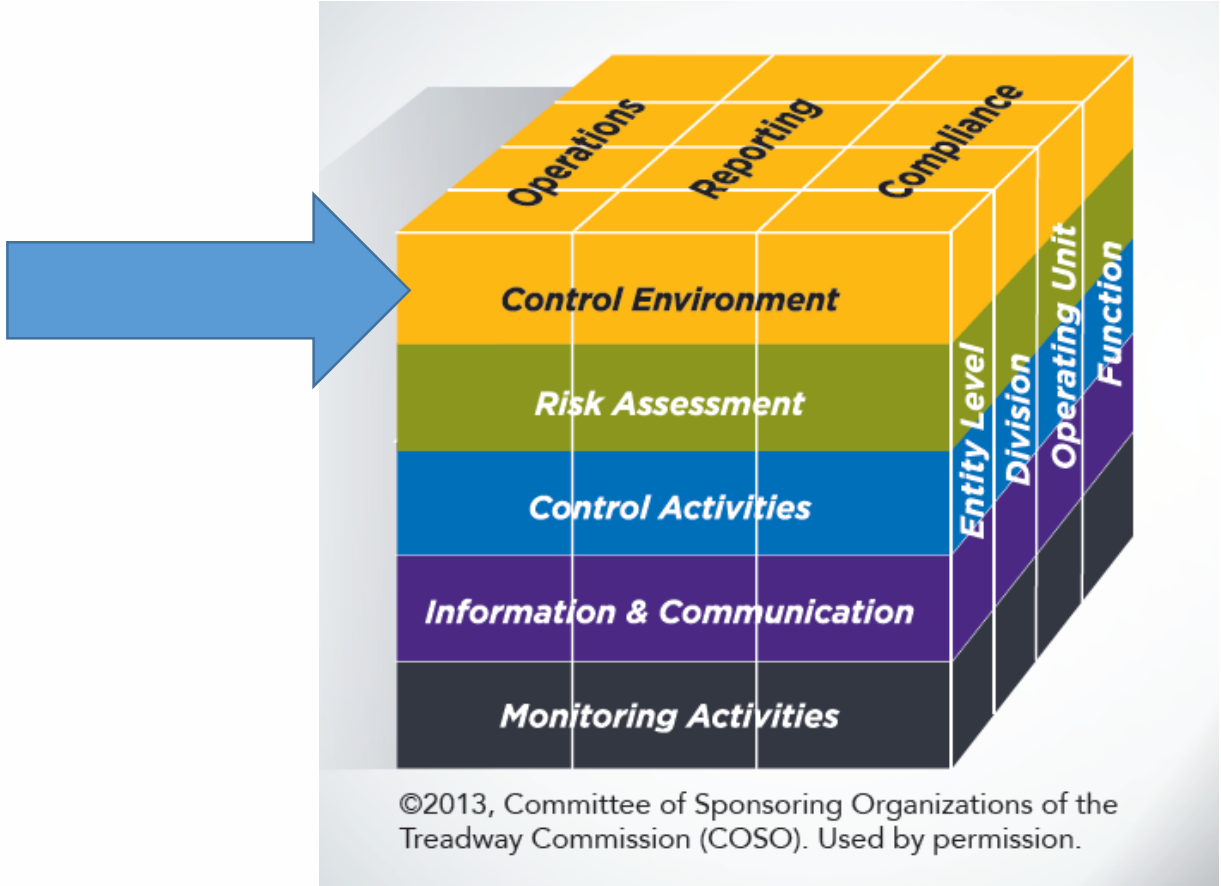 Operations
Reporting
Compliance
Control Environment
Risk Assessment
Control Activities
Information & Communication
Monitoring Activities
Entity Level
Division
Operating Unit
Function
©2013, Committee of Sponsoring Organizations of the
Treadway Commission (COSO). Used by permission.